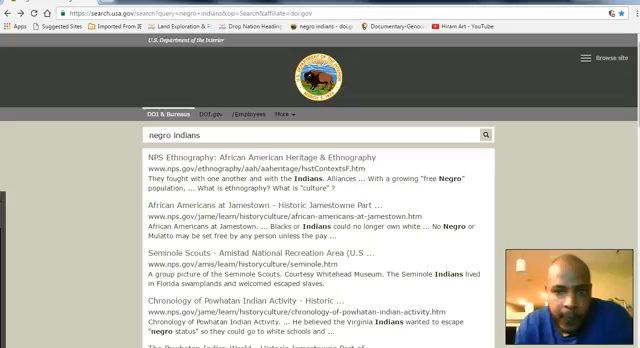 https://search.usa.gov/search?query=negro+indians&op=Search&affiliate=doi.gov
Apps Suggested Sites Imported From IE Land Exploration & Drop Nation Heading negro indians - doi.g Documentary-Genoc Hiram Art - YouTube
U.S. Department of the Interior
Browse site
DOI & Bureaus DOI.gov /Employees More
negro indians
NPS Ethnography: African American Heritage & Ethnography
www.nps.gov/ethnography/aah/aaheritage/histContextsF.htm
They fought with one another and with the Indians. Alliances ... With a growing "free Negro"
population, ... What is ethnography? What is "culture" ?
African Americans at Jamestown - Historic Jamestowne Part ...
www.nps.gov/jame/learn/historyculture/african-americans-at-jamestown.htm
African Americans at Jamestown. ... Blacks or Indians could no longer own white ... No Negro or
Mulatto may be set free by any person unless the pay ...
Seminole Scouts - Amistad National Recreation Area (U.S ...
www.nps.gov/amis/learn/historyculture/seminole.htm
A group picture of the Seminole Scouts. Courtesy Whitehead Museum. The Seminole Indians lived
in Florida swamplands and welcomed escaped slaves.
Chronology of Powhatan Indian Activity - Historic ...
www.nps.gov/jame/learn/historyculture/chronology-of-powhatan-indian-activity.htm
Chronology of Powhatan Indian Activity. ... He believed the Virginia Indians wanted to escape
"negro status" so they could go to white schools and ...
The Powhatan Indian World - Historic Jamestowne Part of